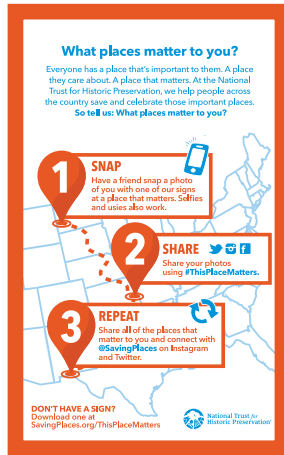 What places matter to you?
Everyone has a place that's important to them. A place
they care about. A place that matters. At the National
Trust for Historic Preservation, we help people across
the country save and celebrate those important places.
So tell us: What places matter to you?
1
SNAP
Have a friend snap a photo
of you with one of our signs
at a place that matters. Selfies
and usies also work.
2
SHARE
Share your photos
using #ThisPlaceMatters.
3
REPEAT
Share all of the places that
matter to you and connect with
@SavingPlaces on Instagram
and Twitter.
DON'T HAVE A SIGN?
Download one at
SavingPlaces.org/ThisPlaceMatters
National Trust for
Historic Preservation®